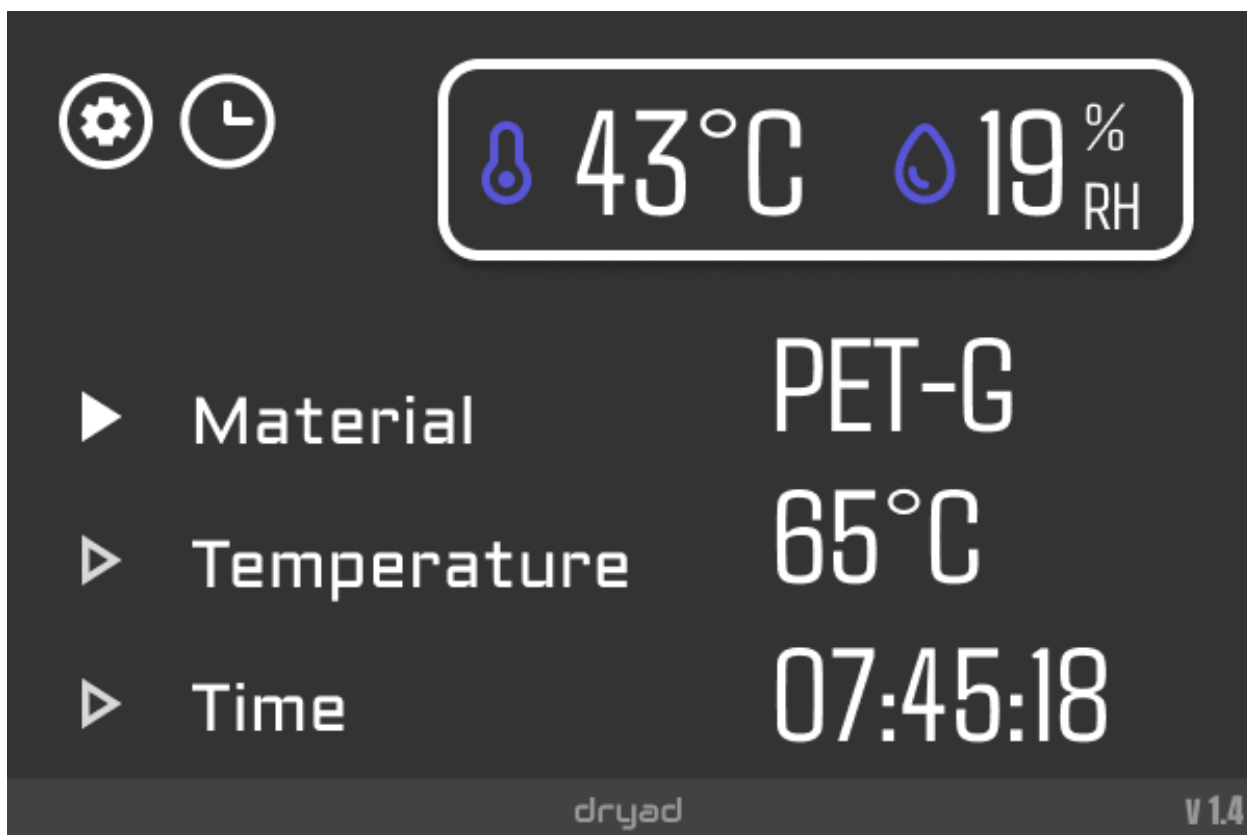 43°C 19 % RH
Material PET-G
Temperature 65°C
Time 07:45:18
dryad v 1.4